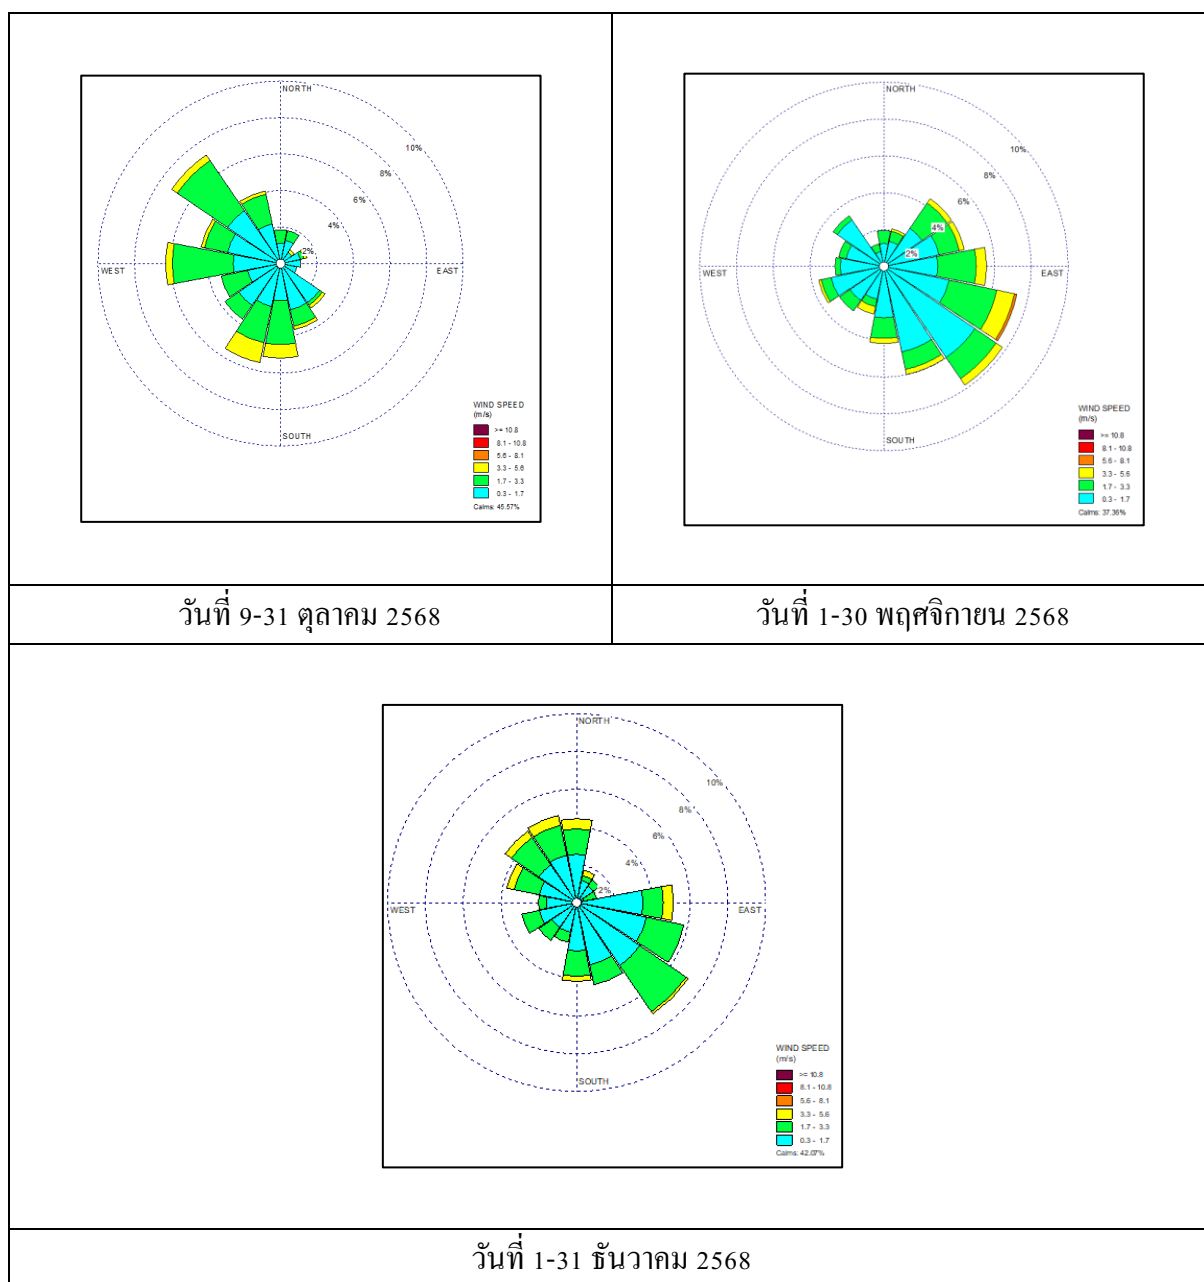 NORTH
10%
8%
6%
4%
2%
WEST
EAST
SOUTH
WIND SPEED
(m/s)
>= 10.8
8.1 - 10.8
5.6 - 8.1
3.3 - 5.6
1.7 - 3.3
0.3 - 1.7
Calms: 45.57%
NORTH
10%
8%
6%
4%
2%
WEST
EAST
SOUTH
WIND SPEED
(m/s)
>= 10.8
8.1 - 10.8
5.6 - 8.1
3.3 - 5.6
1.7 - 3.3
0.3 - 1.7
Calms: 37.36%
วันที่ 9-31 ตุลาคม 2568
วันที่ 1-30 พฤศจิกายน 2568
NORTH
10%
8%
6%
4%
2%
WEST
EAST
SOUTH
WIND SPEED
(m/s)
>= 10.8
8.1 - 10.8
5.6 - 8.1
3.3 - 5.6
1.7 - 3.3
0.3 - 1.7
Calms: 42.07%
วันที่ 1-31 ธันวาคม 2568